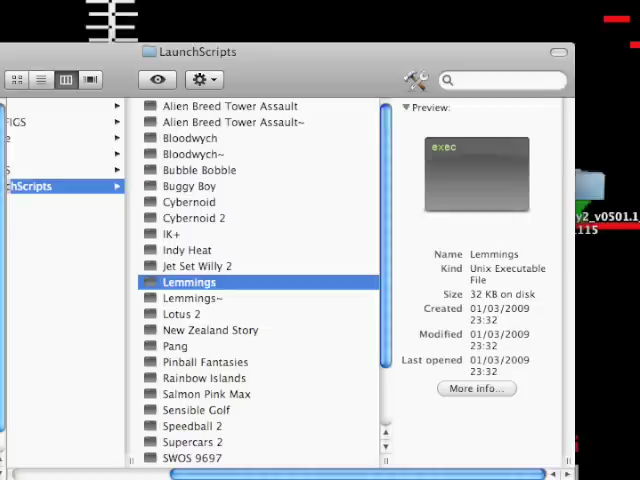 LaunchScripts
Preview:
FIGS
e
S
chScripts
Alien Breed Tower Assault
Alien Breed Tower Assault~
Bloodwych
Bloodwych~
Bubble Bobble
Bugby Boy
Cybernoid
Cybernoid 2
IK+
Indy Heat
Jet Set Willy 2
Lemmings
Lemmings~
Lotus 2
New Zealand Story
Pang
Pinball Fantasies
Rainbow Islands
Salmon Pink Max
Sensible Golf
Speedball 2
Supercars 2
SWOS 9697
exec
Name Lemmings
Kind Unix Executable
File
Size 32 KB on disk
Created 01/03/2009
23:32
Modified 01/03/2009
23:32
Last opened 01/03/2009
23:32
More info...
y2_v0501.1_
115